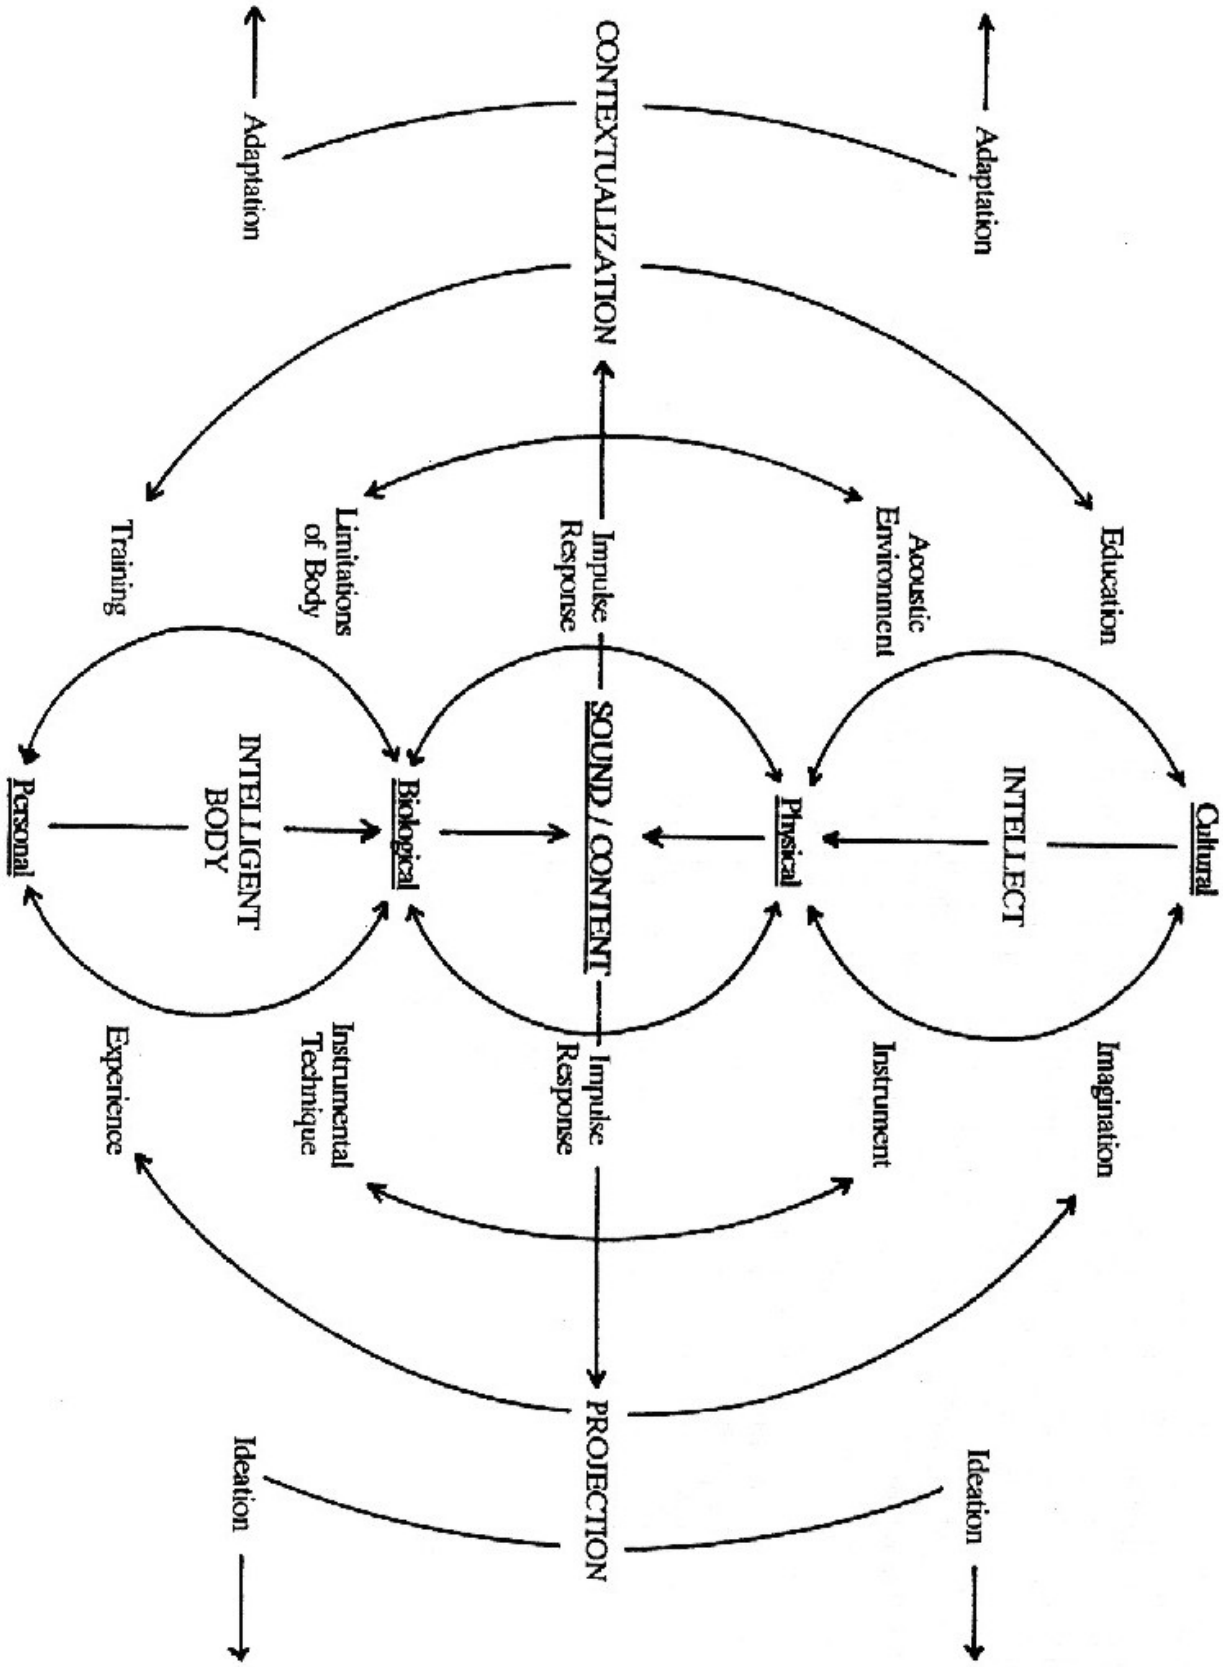 Cultural
Education
Imagination
INTELLECT
Adaptation
Ideation
Acoustic
Environment
Instrument
Physical
CONTEXTUALIZATION
Impulse
Response
SOUND / CONTENT
Impulse
Response
PROJECTION
Biological
Limitations
of Body
Instrumental
Technique
Adaptation
INTELLIGENT
BODY
Ideation
Training
Experience
Personal